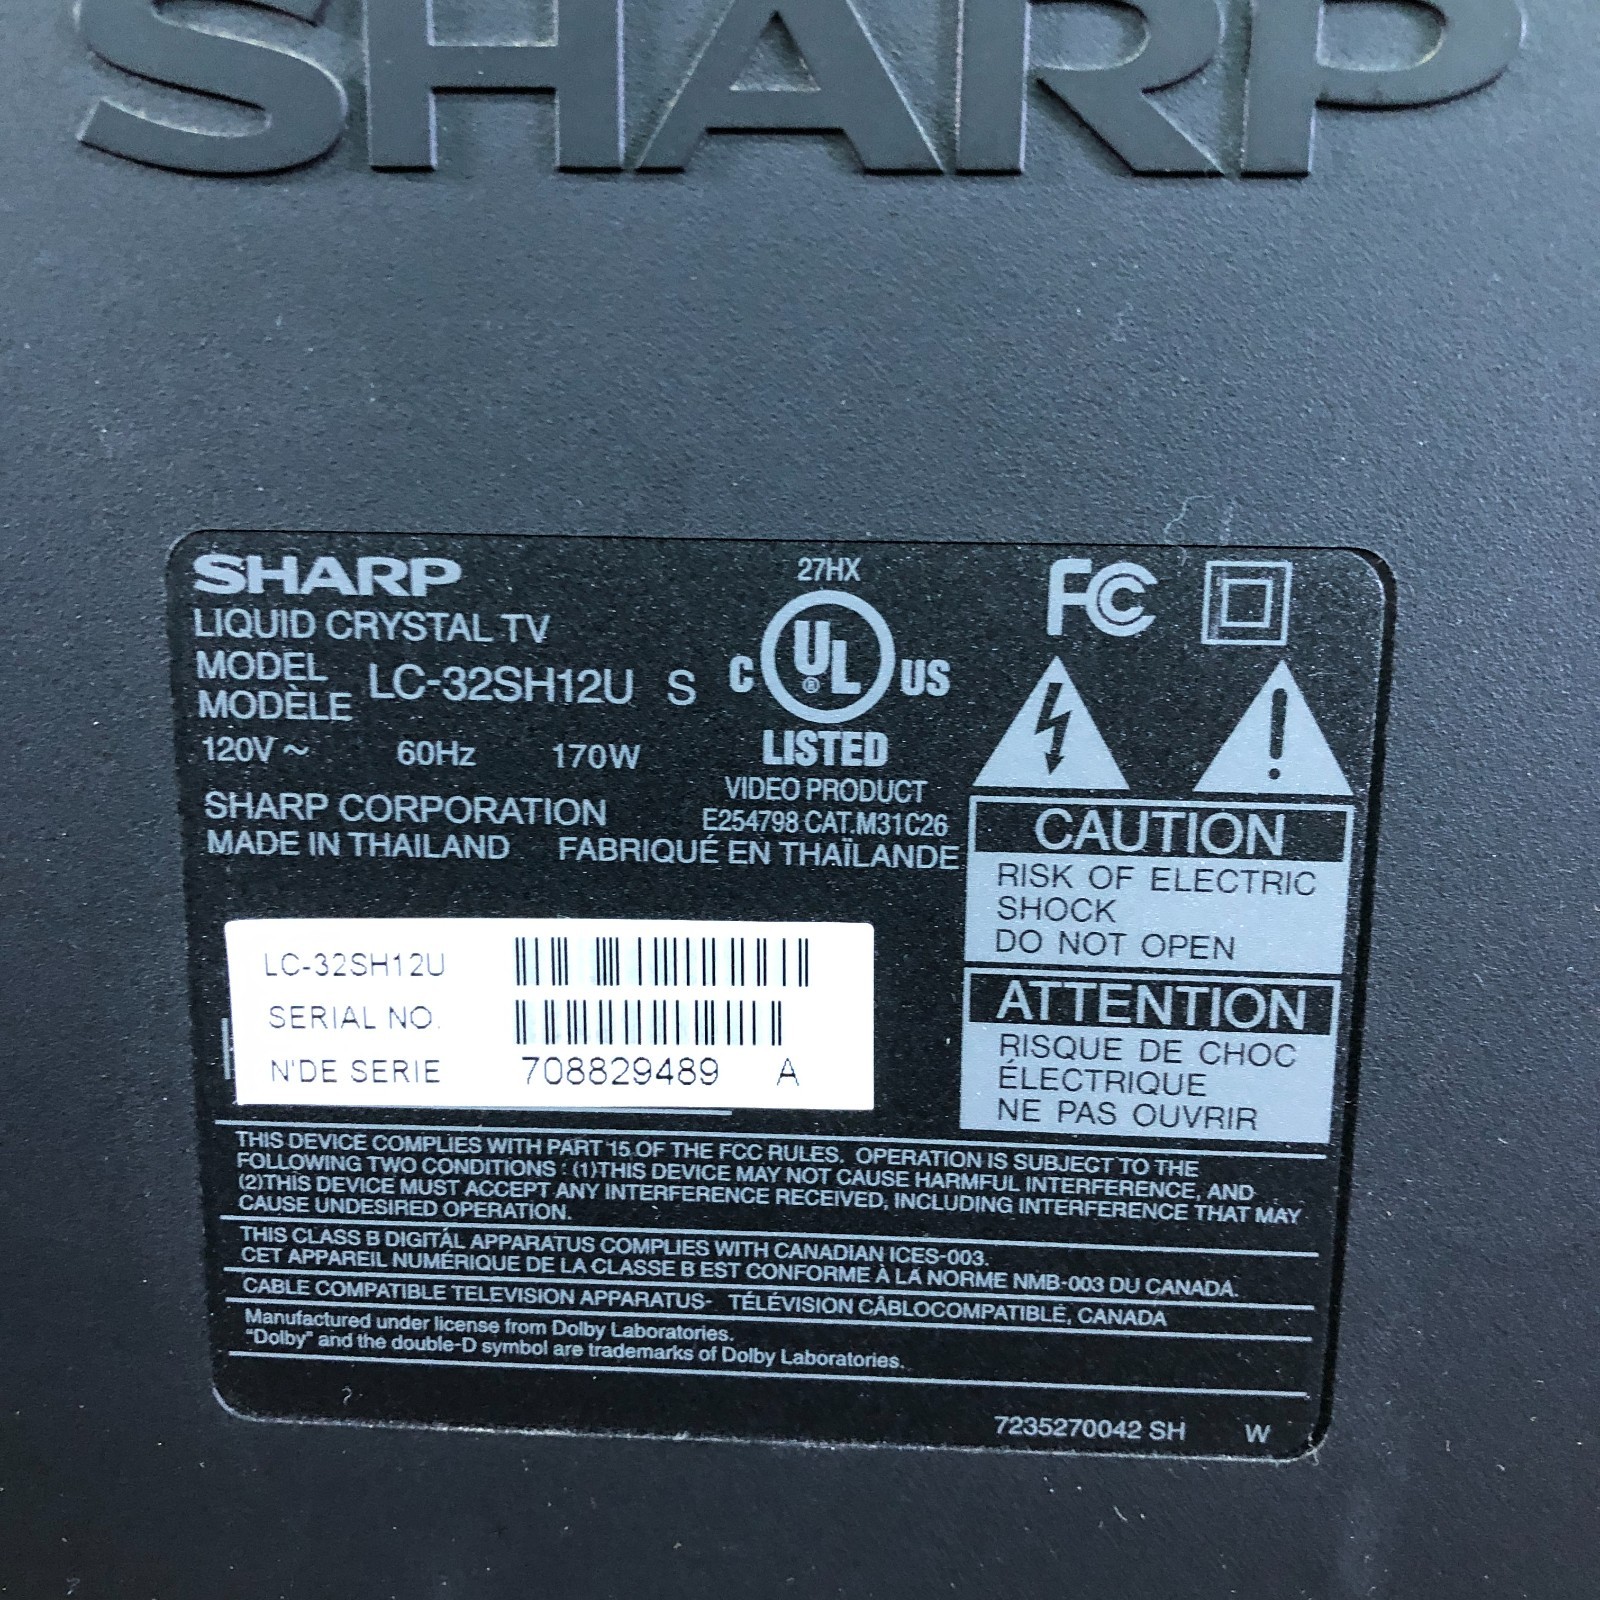 SHARP
SHARP
LIQUID CRYSTAL TV
MODEL
MODÈLE
LC-32SH12U S
120V ~ 60Hz 170W
SHARP CORPORATION
MADE IN THAILAND FABRIQUÉ EN THAÏLANDE
27HX
C UL ® US
LISTED
VIDEO PRODUCT
E254798 CAT.M31C26
FC
CAUTION
RISK OF ELECTRIC
SHOCK
DO NOT OPEN
ATTENTION
RISQUE DE CHOC
ÉLECTRIQUE
NE PAS OUVRIR
LC-32SH12U
SERIAL NO.
N'DE SERIE 708829489 A
THIS DEVICE COMPLIES WITH PART 15 OF THE FCC RULES. OPERATION IS SUBJECT TO THE
FOLLOWING TWO CONDITIONS : (1)THIS DEVICE MAY NOT CAUSE HARMFUL INTERFERENCE, AND
(2)THIS DEVICE MUST ACCEPT ANY INTERFERENCE RECEIVED, INCLUDING INTERFERENCE THAT MAY
CAUSE UNDESIRED OPERATION.
THIS CLASS B DIGITAL APPARATUS COMPLIES WITH CANADIAN ICES-003.
CET APPAREIL NUMÉRIQUE DE LA CLASSE B EST CONFORME À LA NORME NMB-003 DU CANADA.
CABLE COMPATIBLE TELEVISION APPARATUS- TÉLÉVISION CÂBLOCOMPATIBLE, CANADA
Manufactured under license from Dolby Laboratories.
"Dolby" and the double-D symbol are trademarks of Dolby Laboratories.
7235270042 SH W